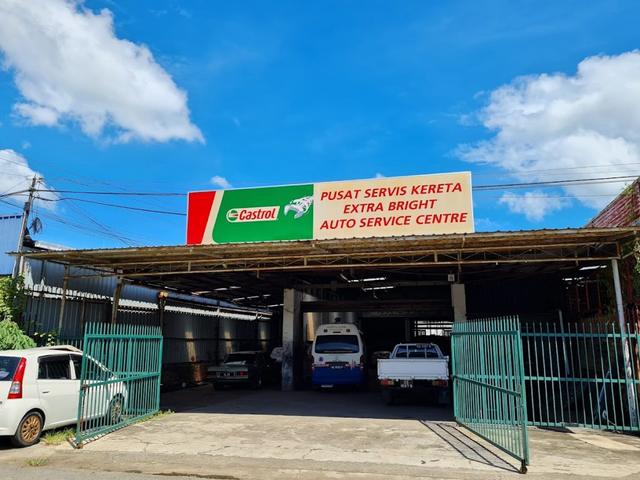 Castrol
PUSAT SERVIS KERETA
EXTRA BRIGHT
AUTO SERVICE CENTRE